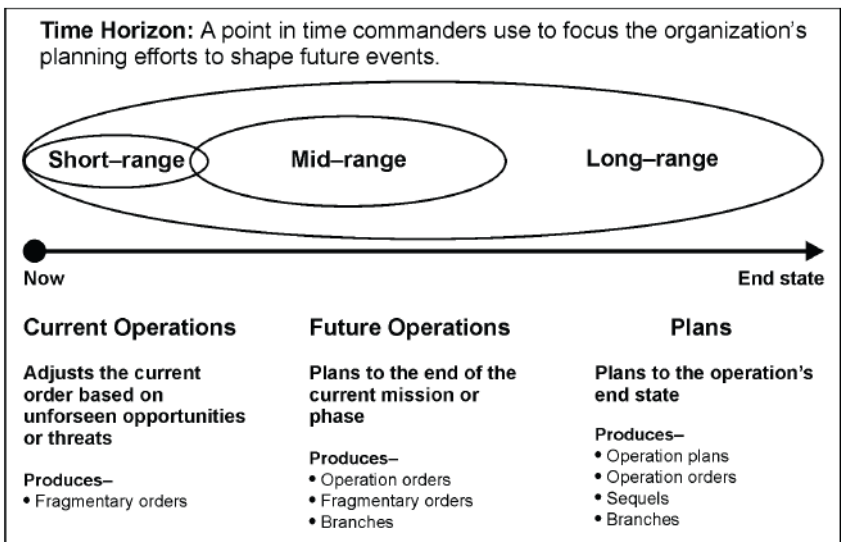 Time Horizon: A point in time commanders use to focus the organization's
planning efforts to shape future events.
Short–range
Mid–range
Long–range
Now
End state
Current Operations
Adjusts the current
order based on
unforseen opportunities
or threats
Produces–
• Fragmentary orders
Future Operations
Plans to the end of the
current mission or
phase
Produces–
• Operation orders
• Fragmentary orders
• Branches
Plans
Plans to the operation's
end state
Produces–
• Operation plans
• Operation orders
• Sequels
• Branches